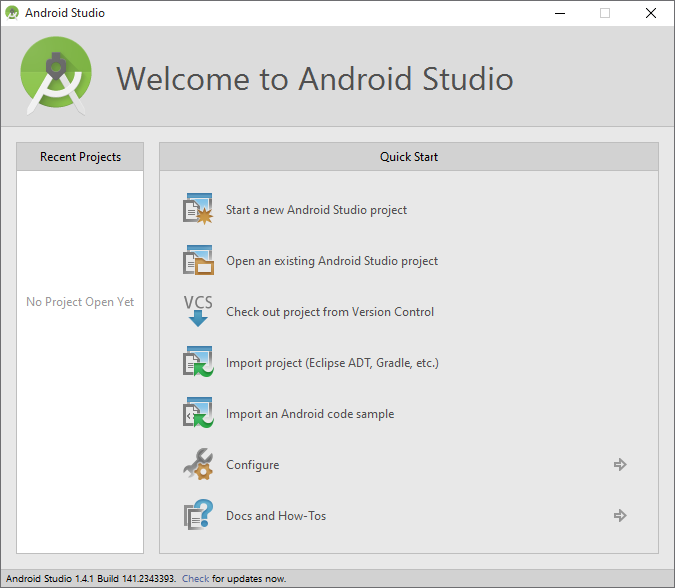 Android Studio
Welcome to Android Studio
Recent Projects
No Project Open Yet
Quick Start
Start a new Android Studio project
Open an existing Android Studio project
VCS
Check out project from Version Control
Import project (Eclipse ADT, Gradle, etc.)
Import an Android code sample
Configure
Docs and How-Tos
Android Studio 1.4.1 Build 141.2343393. Check for updates now.